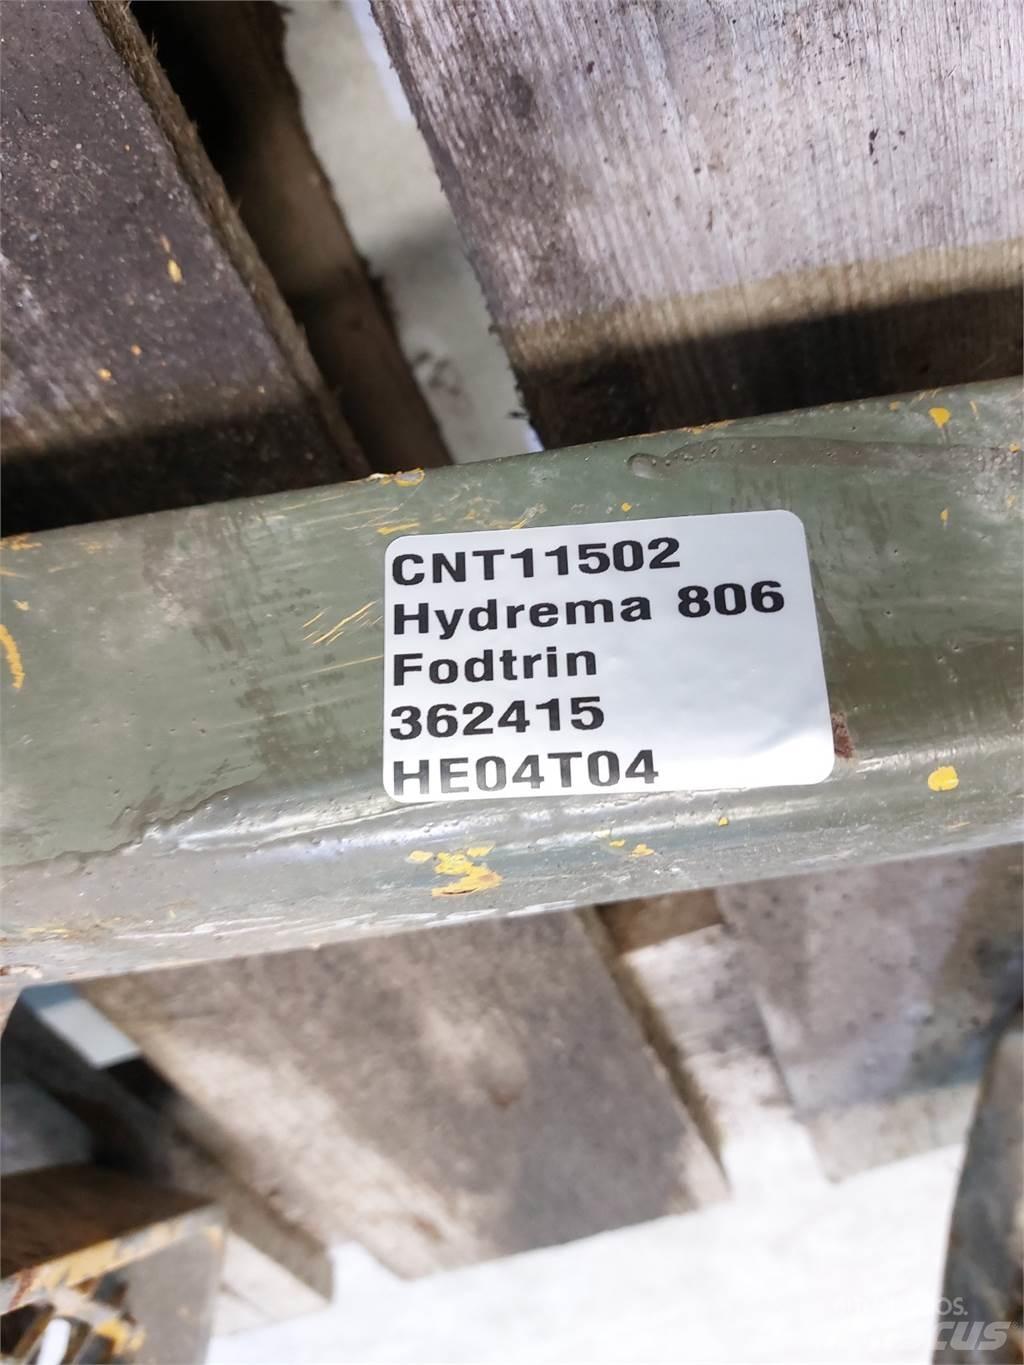 CNT11502
Hydrema 806
Fodtrin
362415
HE04T04